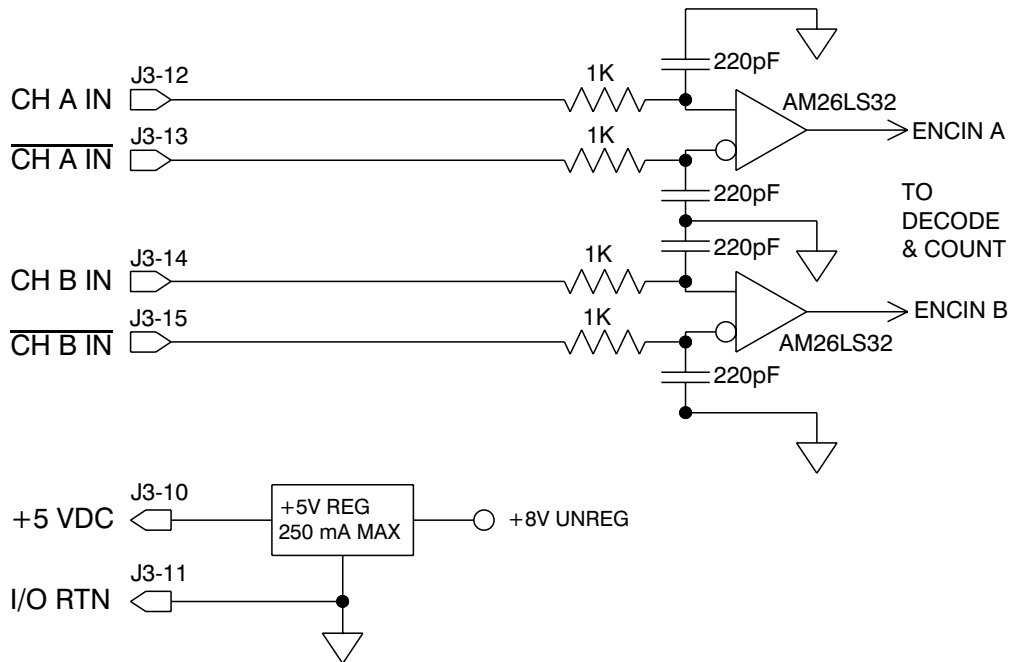 220pF
J3-12
1K
CH A IN
AM26LS32
J3-13
1K
ENCIN A
CH A IN
220pF
TO
DECODE
& COUNT
220pF
J3-14
1K
CH B IN
J3-15
1K
ENCIN B
CH B IN
AM26LS32
220pF
J3-10
+5V REG
250 mA MAX
+5 VDC
+8V UNREG
J3-11
I/O RTN